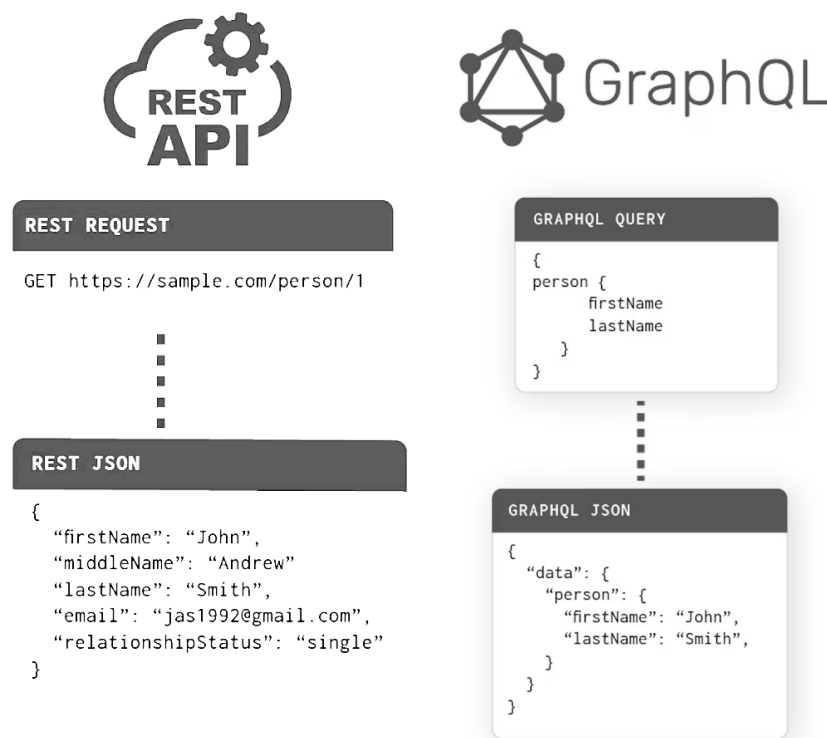 REST
API
REST REQUEST
GET https://sample.com/person/1
REST JSON
{
“firstName”: “John”,
“middleName”: “Andrew”
“lastName”: “Smith”,
“email”: “jas1992@gmail.com”,
“relationshipStatus”: “single”
}
GraphQL
GRAPHQL QUERY
{
person {
firstName
lastName
}
}
GRAPHQL JSON
{
“data”: {
“person”: {
“firstName”: “John”,
“lastName”: “Smith”,
}
}
}